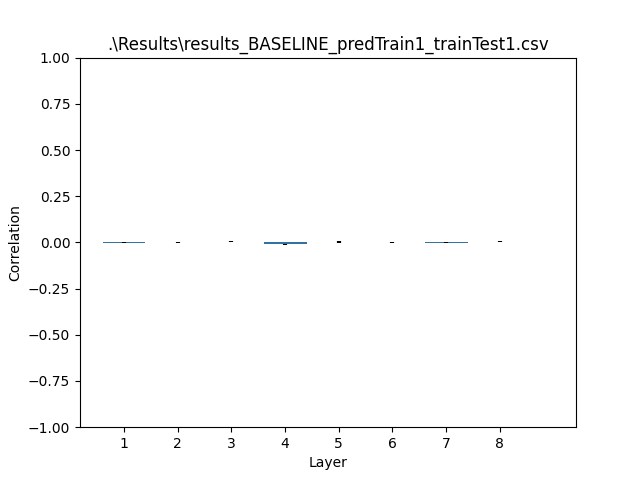 .\Results\results_BASELINE_predTrain1_trainTest1.csv
1.00
0.75
0.50
0.25
0.00
−0.25
−0.50
−0.75
−1.00
Correlation
1 2 3 4 5 6 7 8
Layer